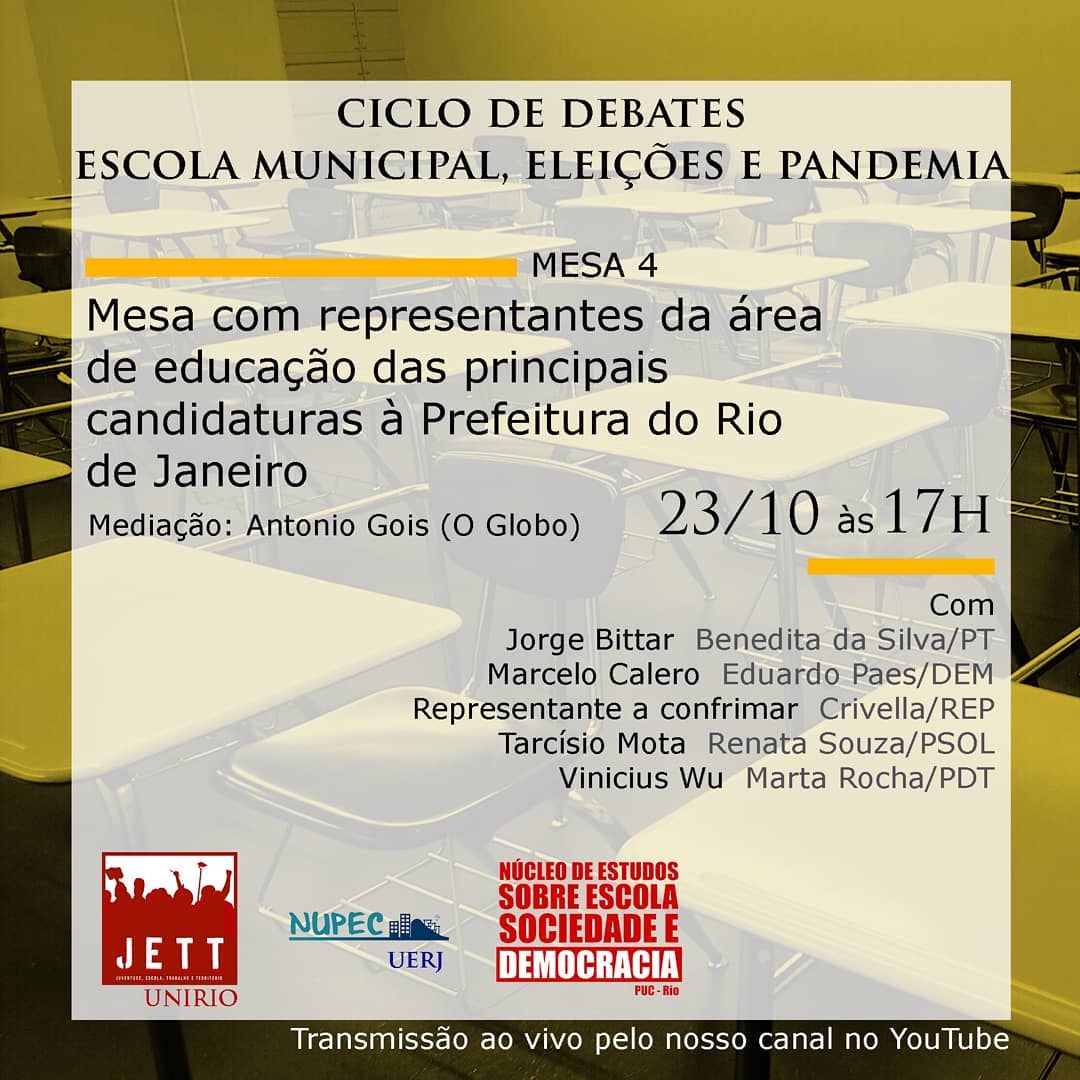 CICLO DE DEBATES
ESCOLA MUNICIPAL, ELEIÇÕES E PANDEMIA
MESA 4
Mesa com representantes da área
de educação das principais
candidaturas à Prefeitura do Rio
de Janeiro
Mediação: Antonio Gois (O Globo)
23/10 às 17H
Com
Jorge Bittar Benedita da Silva/PT
Marcelo Calero Eduardo Paes/DEM
Representante a confrimar Crivella/REP
Tarcísio Mota Renata Souza/PSOL
Vinicius Wu Marta Rocha/PDT
JETT
JUVENTUDE, ESCOLA, TRABALHO E TERRITÓRIO
UNIRIO
NUPEC
UERJ
NÚCLEO DE ESTUDOS
SOBRE ESCOLA
SOCIEDADE E
DEMOCRACIA
PUC - Rio
Transmissão ao vivo pelo nosso canal no YouTube